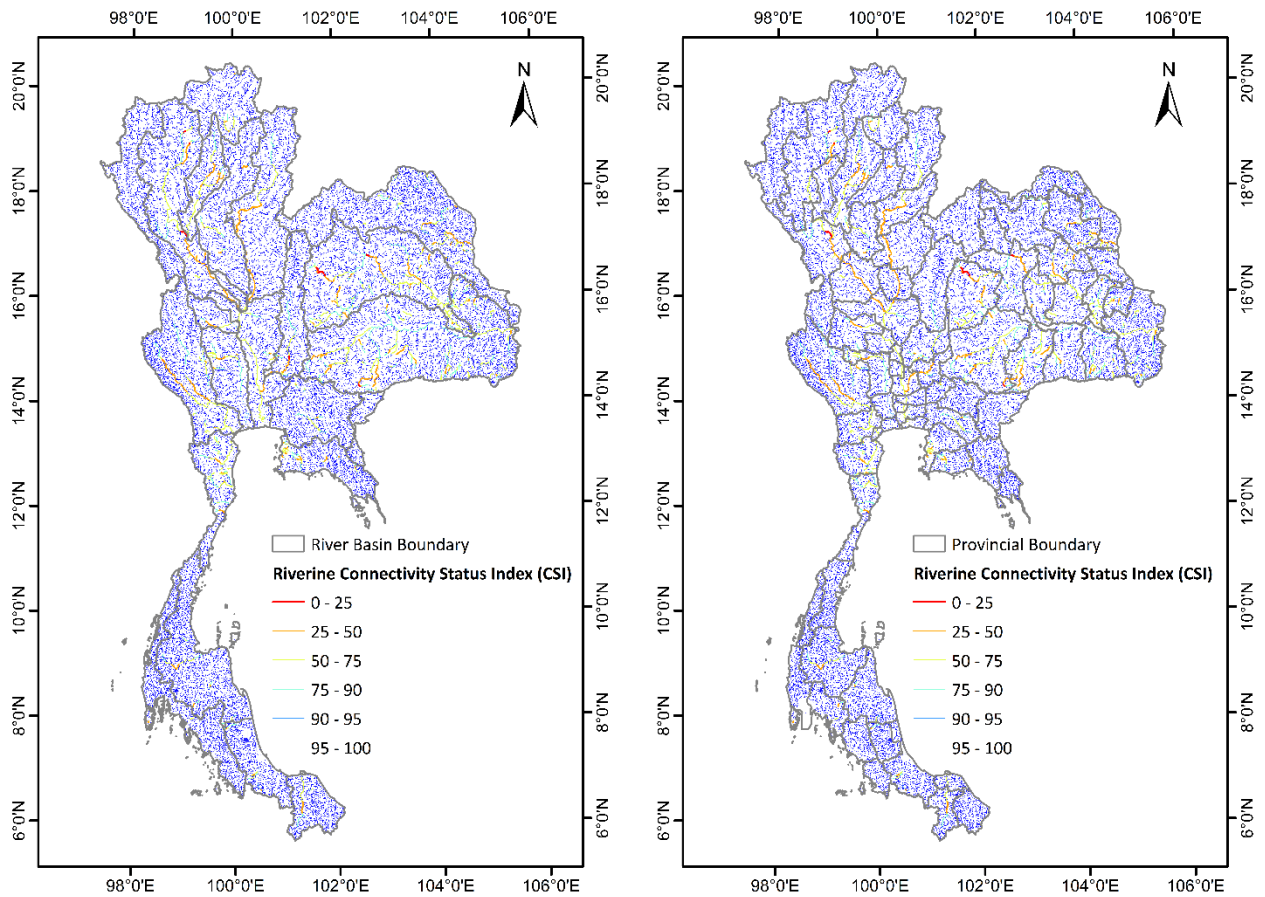 98°0'E 100°0'E 102°0'E 104°0'E 106°0'E
98°0'E 100°0'E 102°0'E 104°0'E 106°0'E
N
N
20°0'N
18°0'N
16°0'N
14°0'N
12°0'N
10°0'N
8°0'N
6°0'N
20°0'N
18°0'N
16°0'N
14°0'N
12°0'N
10°0'N
8°0'N
6°0'N
River Basin Boundary
Riverine Connectivity Status Index (CSI)
0 - 25
25 - 50
50 - 75
75 - 90
90 - 95
95 - 100
98°0'E 100°0'E 102°0'E 104°0'E 106°0'E
20°0'N
18°0'N
16°0'N
14°0'N
12°0'N
10°0'N
8°0'N
6°0'N
20°0'N
18°0'N
16°0'N
14°0'N
12°0'N
10°0'N
8°0'N
6°0'N
Provincial Boundary
Riverine Connectivity Status Index (CSI)
0 - 25
25 - 50
50 - 75
75 - 90
90 - 95
95 - 100
98°0'E 100°0'E 102°0'E 104°0'E 106°0'E